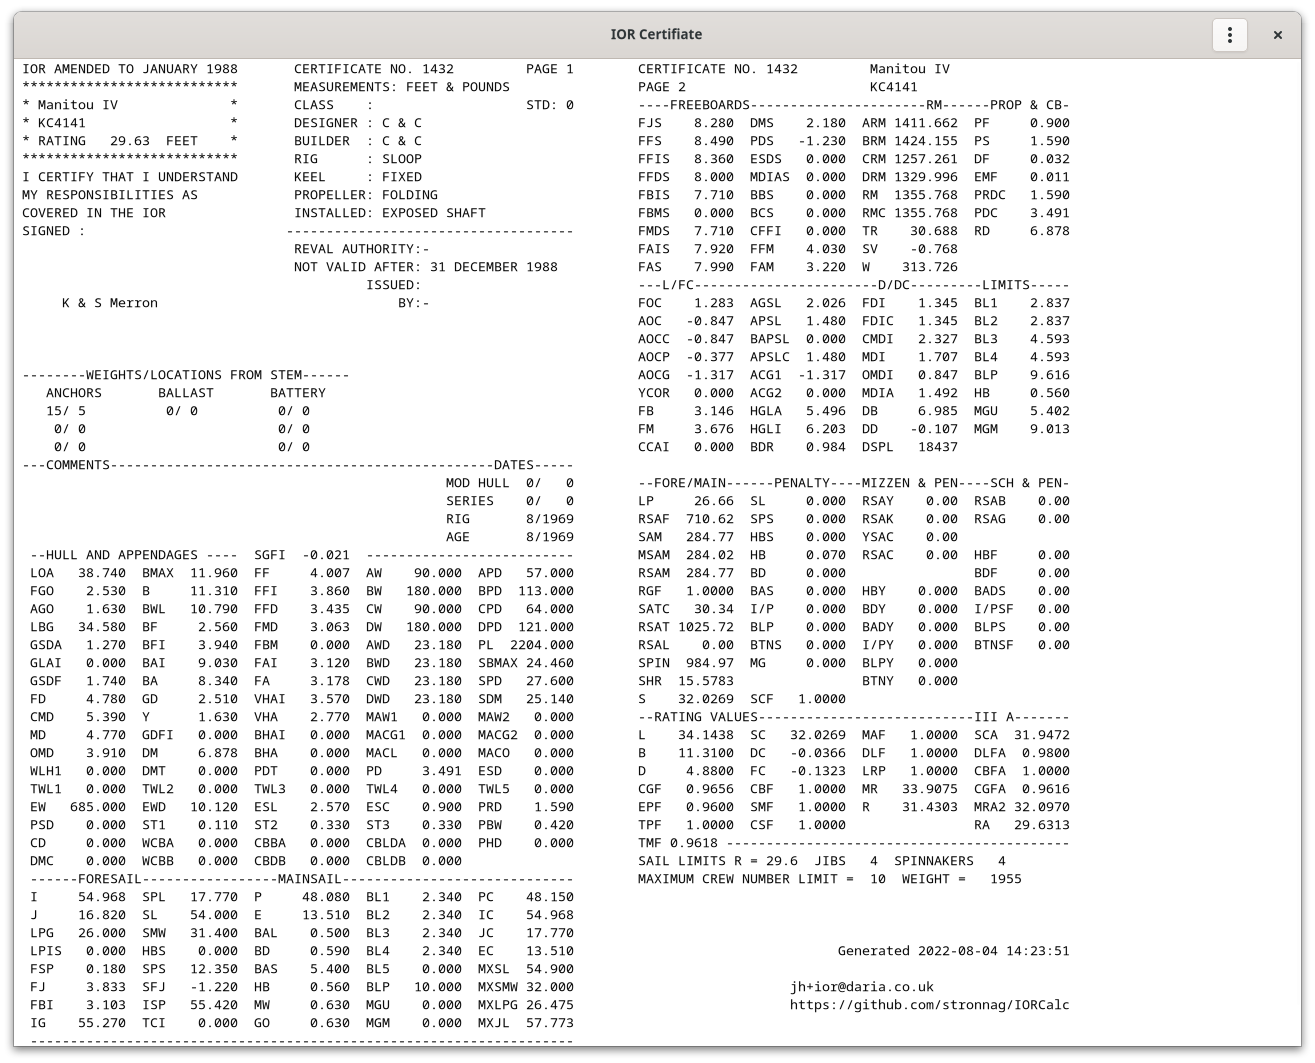 IOR Certifiate
IOR AMENDED TO JANUARY 1988       CERTIFICATE NO. 1432         PAGE 1
***************************       MEASUREMENTS: FEET & POUNDS
* Manitou IV              *       CLASS    :                   STD: 0
* KC4141                  *       DESIGNER : C & C
* RATING   29.63  FEET    *       BUILDER  : C & C
***************************       RIG      : SLOOP
I CERTIFY THAT I UNDERSTAND       KEEL     : FIXED
MY RESPONSIBILITIES AS            PROPELLER: FOLDING
COVERED IN THE IOR                INSTALLED: EXPOSED SHAFT
SIGNED :                         ------------------------------------
                                  REVAL AUTHORITY:-
                                  NOT VALID AFTER: 31 DECEMBER 1988
                                           ISSUED:
     K & S Merron                              BY:-
--------WEIGHTS/LOCATIONS FROM STEM------
   ANCHORS       BALLAST       BATTERY
   15/ 5          0/ 0          0/ 0
    0/ 0                        0/ 0
    0/ 0                        0/ 0
---COMMENTS------------------------------------------------DATES-----
                                                     MOD HULL  0/   0
                                                     SERIES    0/   0
                                                     RIG       8/1969
                                                     AGE       8/1969
 --HULL AND APPENDAGES ----  SGFI  -0.021  --------------------------
 LOA   38.740  BMAX  11.960  FF     4.007  AW    90.000  APD   57.000
 FGO    2.530  B     11.310  FFI    3.860  BW   180.000  BPD  113.000
 AGO    1.630  BWL   10.790  FFD    3.435  CW    90.000  CPD   64.000
 LBG   34.580  BF     2.560  FMD    3.063  DW   180.000  DPD  121.000
 GSDA   1.270  BFI    3.940  FBM    0.000  AWD   23.180  PL  2204.000
 GLAI   0.000  BAI    9.030  FAI    3.120  BWD   23.180  SBMAX 24.460
 GSDF   1.740  BA     8.340  FA     3.178  CWD   23.180  SPD   27.600
 FD     4.780  GD     2.510  VHAI   3.570  DWD   23.180  SDM   25.140
 CMD    5.390  Y      1.630  VHA    2.770  MAW1   0.000  MAW2   0.000
 MD     4.770  GDFI   0.000  BHAI   0.000  MACG1  0.000  MACG2  0.000
 OMD    3.910  DM     6.878  BHA    0.000  MACL   0.000  MACO   0.000
 WLH1   0.000  DMT    0.000  PDT    0.000  PD     3.491  ESD    0.000
 TWL1   0.000  TWL2   0.000  TWL3   0.000  TWL4   0.000  TWL5   0.000
 EW   685.000  EWD   10.120  ESL    2.570  ESC    0.900  PRD    1.590
 PSD    0.000  ST1    0.110  ST2    0.330  ST3    0.330  PBW    0.420
 CD     0.000  WCBA   0.000  CBBA   0.000  CBLDA  0.000  PHD    0.000
 DMC    0.000  WCBB   0.000  CBDB   0.000  CBLDB  0.000
 ------FORESAIL-----------------MAINSAIL-----------------------------
 I     54.968  SPL   17.770  P     48.080  BL1    2.340  PC    48.150
 J     16.820  SL    54.000  E     13.510  BL2    2.340  IC    54.968
 LPG   26.000  SMW   31.400  BAL    0.500  BL3    2.340  JC    17.770
 LPIS   0.000  HBS    0.000  BD     0.590  BL4    2.340  EC    13.510
 FSP    0.180  SPS   12.350  BAS    5.400  BL5    0.000  MXSL  54.900
 FJ     3.833  SFJ   -1.220  HB     0.560  BLP   10.000  MXSMW 32.000
 FBI    3.103  ISP   55.420  MW     0.630  MGU    0.000  MXLPG 26.475
 IG    55.270  TCI    0.000  GO     0.630  MGM    0.000  MXJL  57.773
 --------------------------------------------------------------------
CERTIFICATE NO. 1432         Manitou IV
PAGE 2                       KC4141
----FREEBOARDS----------------------RM------PROP & CB-
FJS    8.280  DMS    2.180  ARM 1411.662  PF     0.900
FFS    8.490  PDS   -1.230  BRM 1424.155  PS     1.590
FFIS   8.360  ESDS   0.000  CRM 1257.261  DF     0.032
FFDS   8.000  MDIAS  0.000  DRM 1329.996  EMF    0.011
FBIS   7.710  BBS    0.000  RM  1355.768  PRDC   1.590
FBMS   0.000  BCS    0.000  RMC 1355.768  PDC    3.491
FMDS   7.710  CFFI   0.000  TR    30.688  RD     6.878
FAIS   7.920  FFM    4.030  SV    -0.768
FAS    7.990  FAM    3.220  W    313.726
---L/FC-----------------------D/DC---------LIMITS-----
FOC    1.283  AGSL   2.026  FDI    1.345  BL1    2.837
AOC   -0.847  APSL   1.480  FDIC   1.345  BL2    2.837
AOCC  -0.847  BAPSL  0.000  CMDI   2.327  BL3    4.593
AOCP  -0.377  APSLC  1.480  MDI    1.707  BL4    4.593
AOCG  -1.317  ACG1  -1.317  OMDI   0.847  BLP    9.616
YCOR   0.000  ACG2   0.000  MDIA   1.492  HB     0.560
FB     3.146  HGLA   5.496  DB     6.985  MGU    5.402
FM     3.676  HGLI   6.203  DD    -0.107  MGM    9.013
CCAI   0.000  BDR    0.984  DSPL   18437
--FORE/MAIN------PENALTY----MIZZEN & PEN----SCH & PEN-
LP     26.66  SL     0.000  RSAY    0.00  RSAB    0.00
RSAF  710.62  SPS    0.000  RSAK    0.00  RSAG    0.00
SAM   284.77  HBS    0.000  YSAC    0.00
MSAM  284.02  HB     0.070  RSAC    0.00  HBF     0.00
RSAM  284.77  BD     0.000                BDF     0.00
RGF   1.0000  BAS    0.000  HBY    0.000  BADS    0.00
SATC   30.34  I/P    0.000  BDY    0.000  I/PSF   0.00
RSAT 1025.72  BLP    0.000  BADY   0.000  BLPS    0.00
RSAL    0.00  BTNS   0.000  I/PY   0.000  BTNSF   0.00
SPIN  984.97  MG     0.000  BLPY   0.000
SHR  15.5783                BTNY   0.000
S    32.0269  SCF   1.0000
--RATING VALUES---------------------------III A-------
L    34.1438  SC   32.0269  MAF   1.0000  SCA  31.9472
B    11.3100  DC   -0.0366  DLF   1.0000  DLFA  0.9800
D     4.8800  FC   -0.1323  LRP   1.0000  CBFA  1.0000
CGF   0.9656  CBF   1.0000  MR   33.9075  CGFA  0.9616
EPF   0.9600  SMF   1.0000  R    31.4303  MRA2 32.0970
TPF   1.0000  CSF   1.0000                RA   29.6313
TMF 0.9618 -------------------------------------------
SAIL LIMITS R = 29.6  JIBS   4  SPINNAKERS   4
MAXIMUM CREW NUMBER LIMIT =  10  WEIGHT =   1955
Generated 2022-08-04 14:23:51
jh+ior@daria.co.uk
https://github.com/stronnag/IORCalc